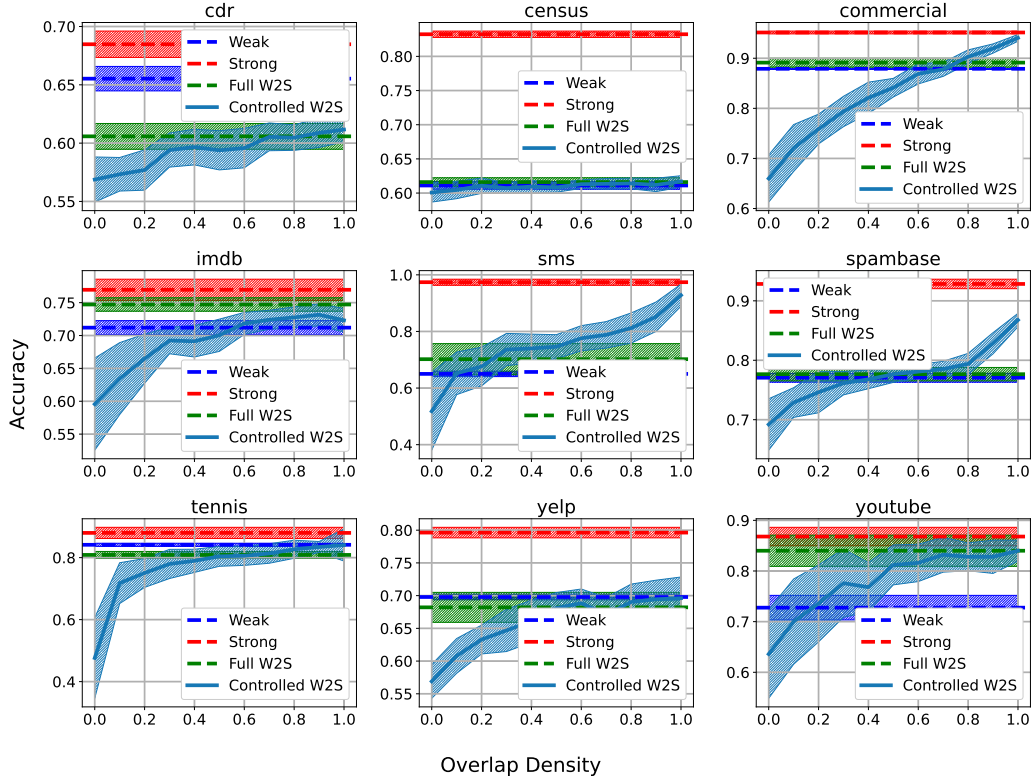 cdr
0.70
0.65
0.60
0.55
0.0 0.2 0.4 0.6 0.8 1.0
Weak
Strong
Full W2S
Controlled W2S
census
0.80
0.75
0.70
0.65
0.60
0.0 0.2 0.4 0.6 0.8 1.0
Weak
Strong
Full W2S
Controlled W2S
commercial
0.9
0.8
0.7
0.6
0.0 0.2 0.4 0.6 0.8 1.0
Weak
Strong
Full W2S
Controlled W2S
Accuracy
imdb
0.75
0.70
0.65
0.60
0.55
0.0 0.2 0.4 0.6 0.8 1.0
Weak
Strong
Full W2S
Controlled W2S
sms
1.0
0.8
0.6
0.4
0.0 0.2 0.4 0.6 0.8 1.0
Weak
Strong
Full W2S
Controlled W2S
spambase
0.9
0.8
0.7
0.0 0.2 0.4 0.6 0.8 1.0
Weak
Strong
Full W2S
Controlled W2S
tennis
0.8
0.6
0.4
0.0 0.2 0.4 0.6 0.8 1.0
Weak
Strong
Full W2S
Controlled W2S
yelp
0.80
0.75
0.70
0.65
0.60
0.55
0.0 0.2 0.4 0.6 0.8 1.0
Weak
Strong
Full W2S
Controlled W2S
youtube
0.9
0.8
0.7
0.6
0.0 0.2 0.4 0.6 0.8 1.0
Weak
Strong
Full W2S
Controlled W2S
Overlap Density